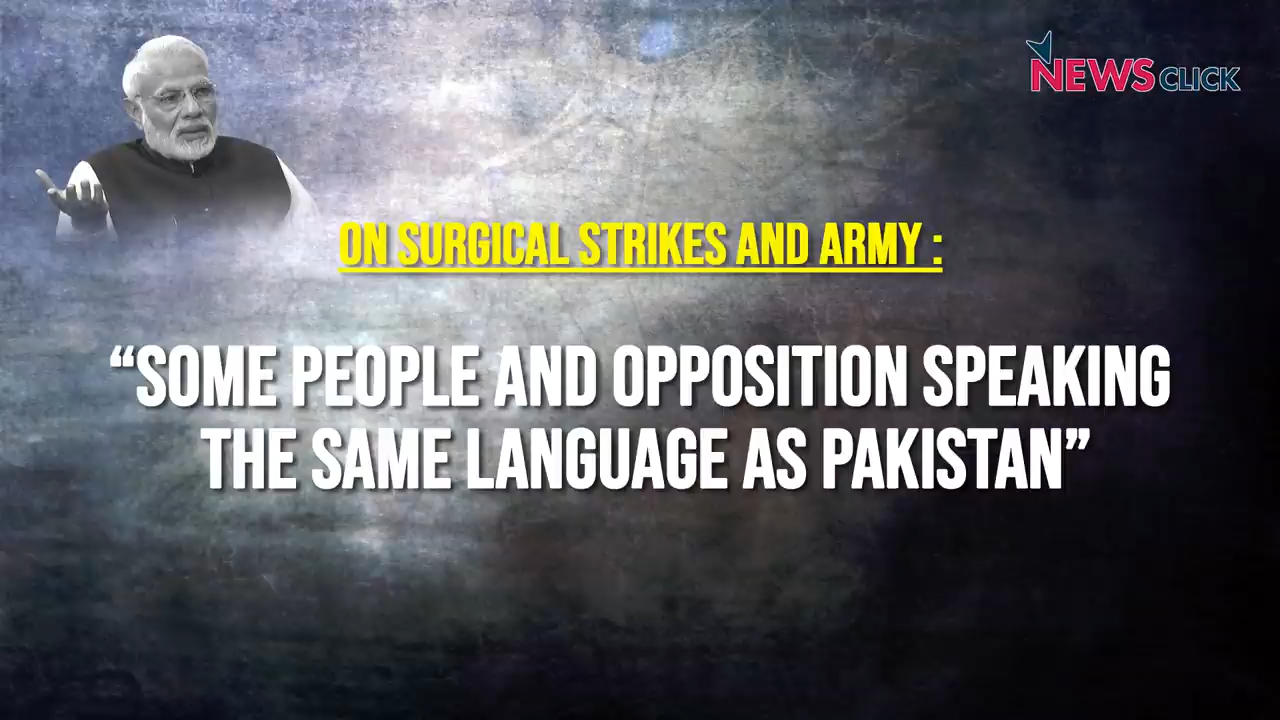 NEWSCLICK
ON SURGICAL STRIKES AND ARMY :
“SOME PEOPLE AND OPPOSITION SPEAKING
THE SAME LANGUAGE AS PAKISTAN”